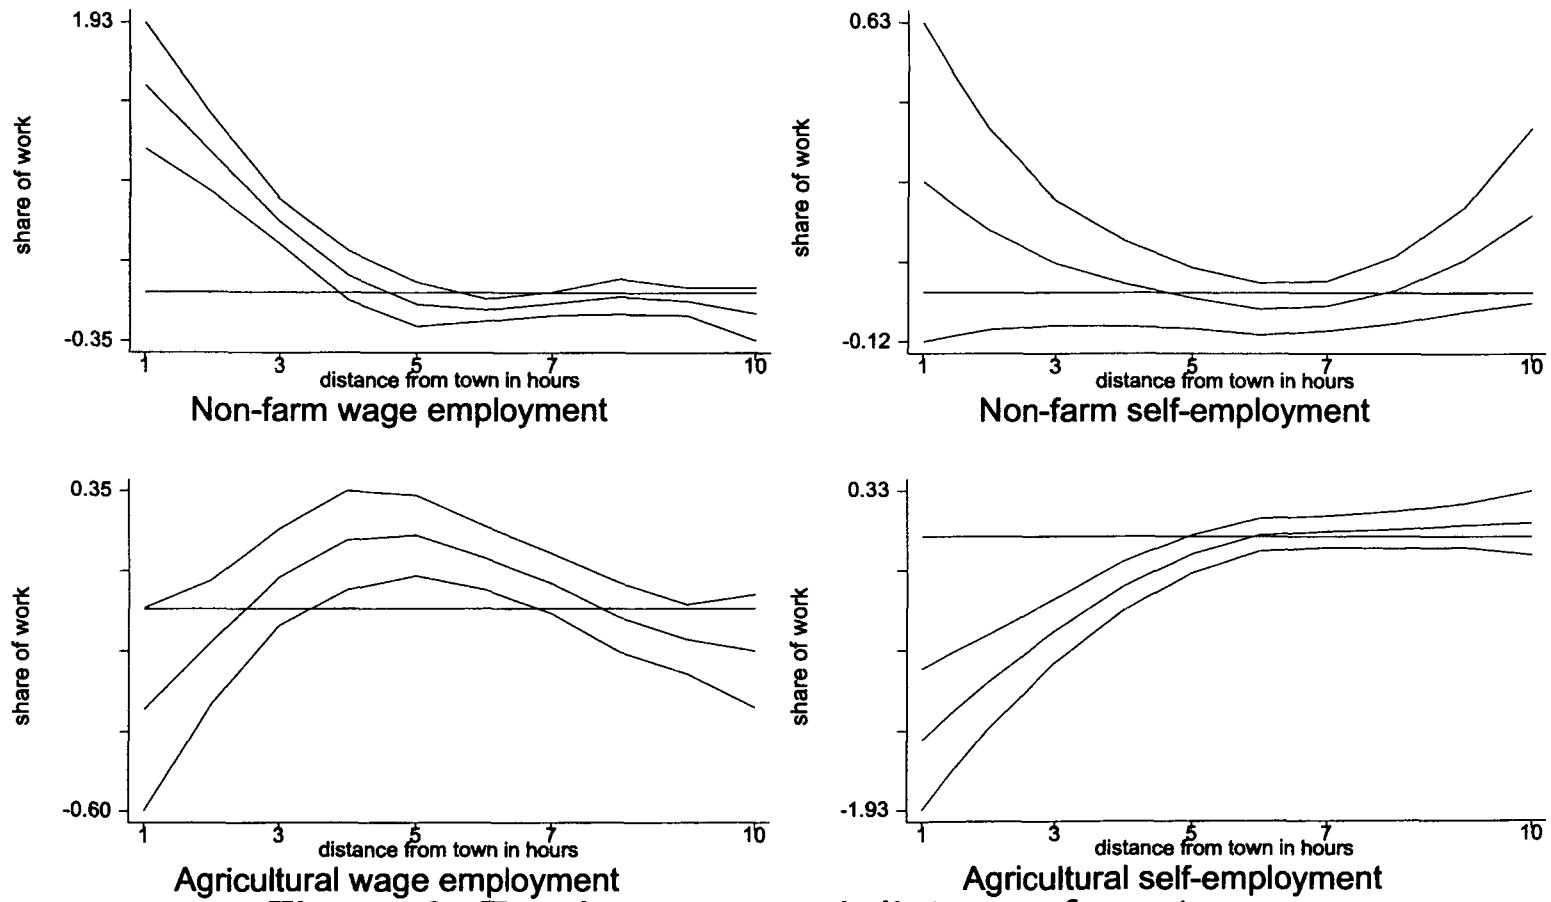 1.93
share of work
-0.35
1 3 5 7 10
distance from town in hours
Non-farm wage employment
0.63
share of work
-0.12
1 3 5 7 10
distance from town in hours
Non-farm self-employment
0.35
share of work
-0.60
1 3 5 7 10
distance from town in hours
Agricultural wage employment
0.33
share of work
-1.93
1 3 5 7 10
distance from town in hours
Agricultural self-employment